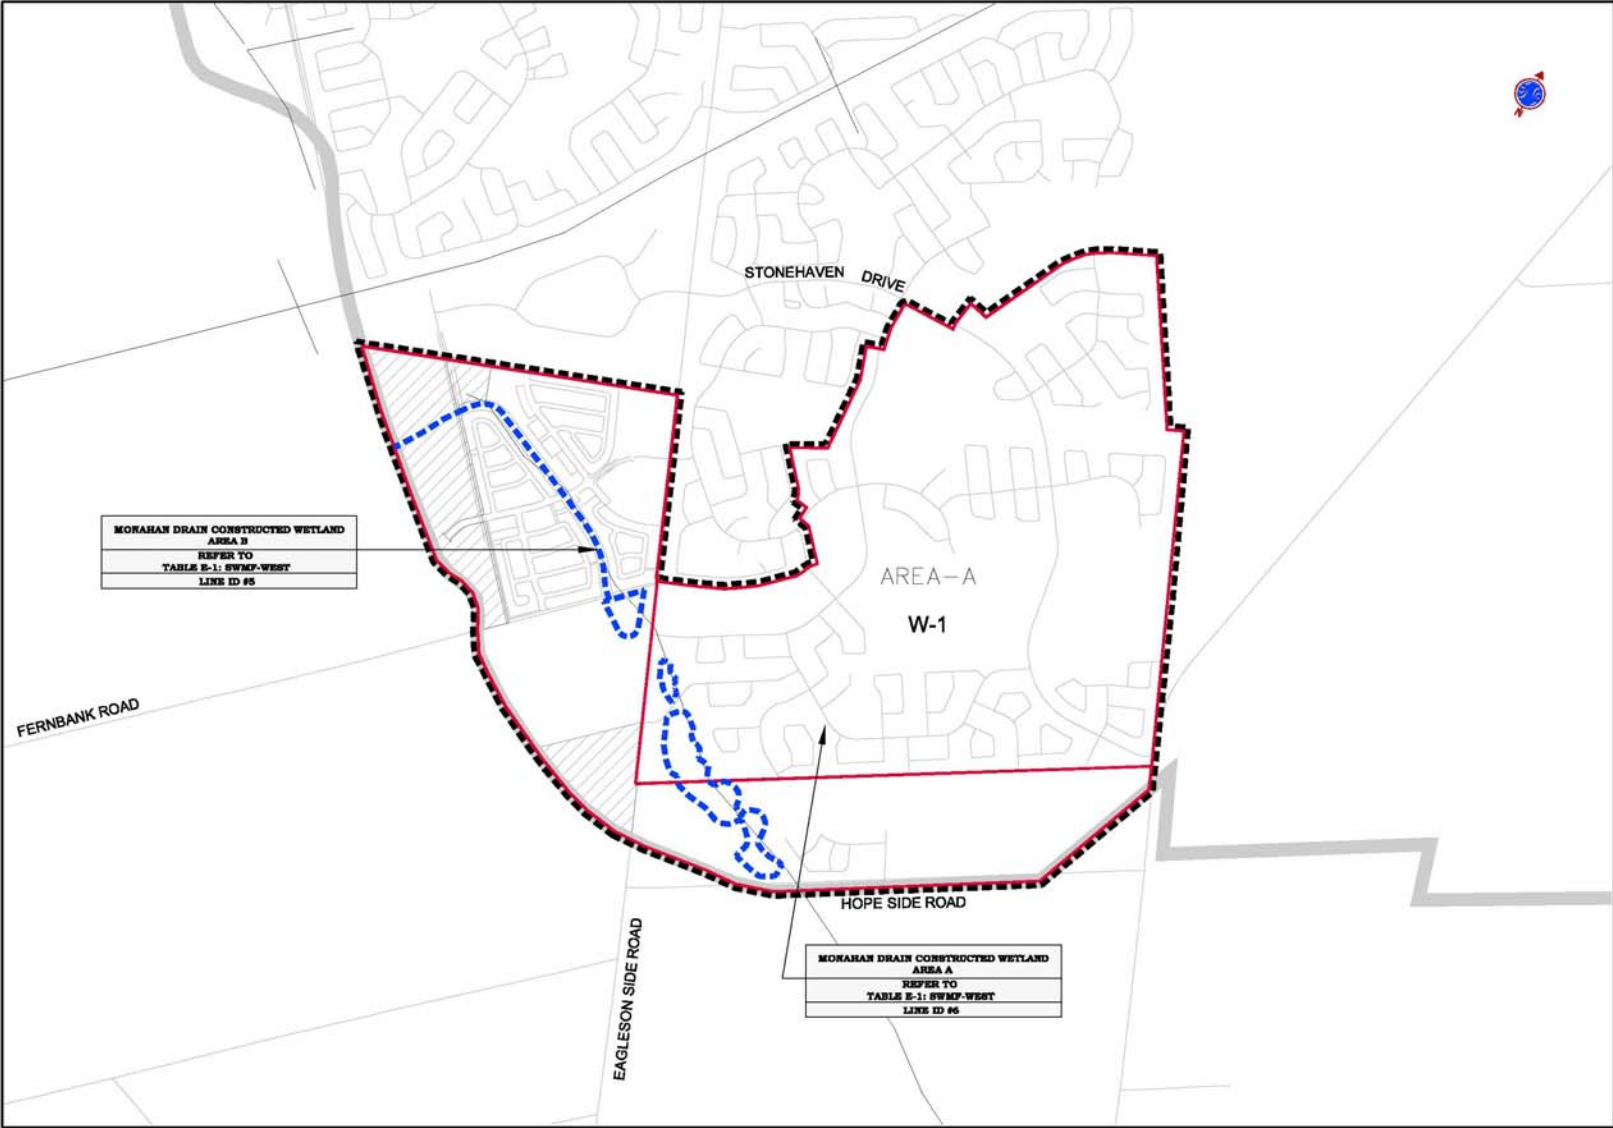 STONEHAVEN DRIVE
MONAHAN DRAIN CONSTRUCTED WETLAND
AREA B
REFER TO
TABLE E-1: SWMF-WEST
LINE ID #5
AREA-A
W-1
FERNBANK ROAD
HOPE SIDE ROAD
EAGLESON SIDE ROAD
MONAHAN DRAIN CONSTRUCTED WETLAND
AREA A
REFER TO
TABLE E-1: SWMF-WEST
LINE ID #6
N